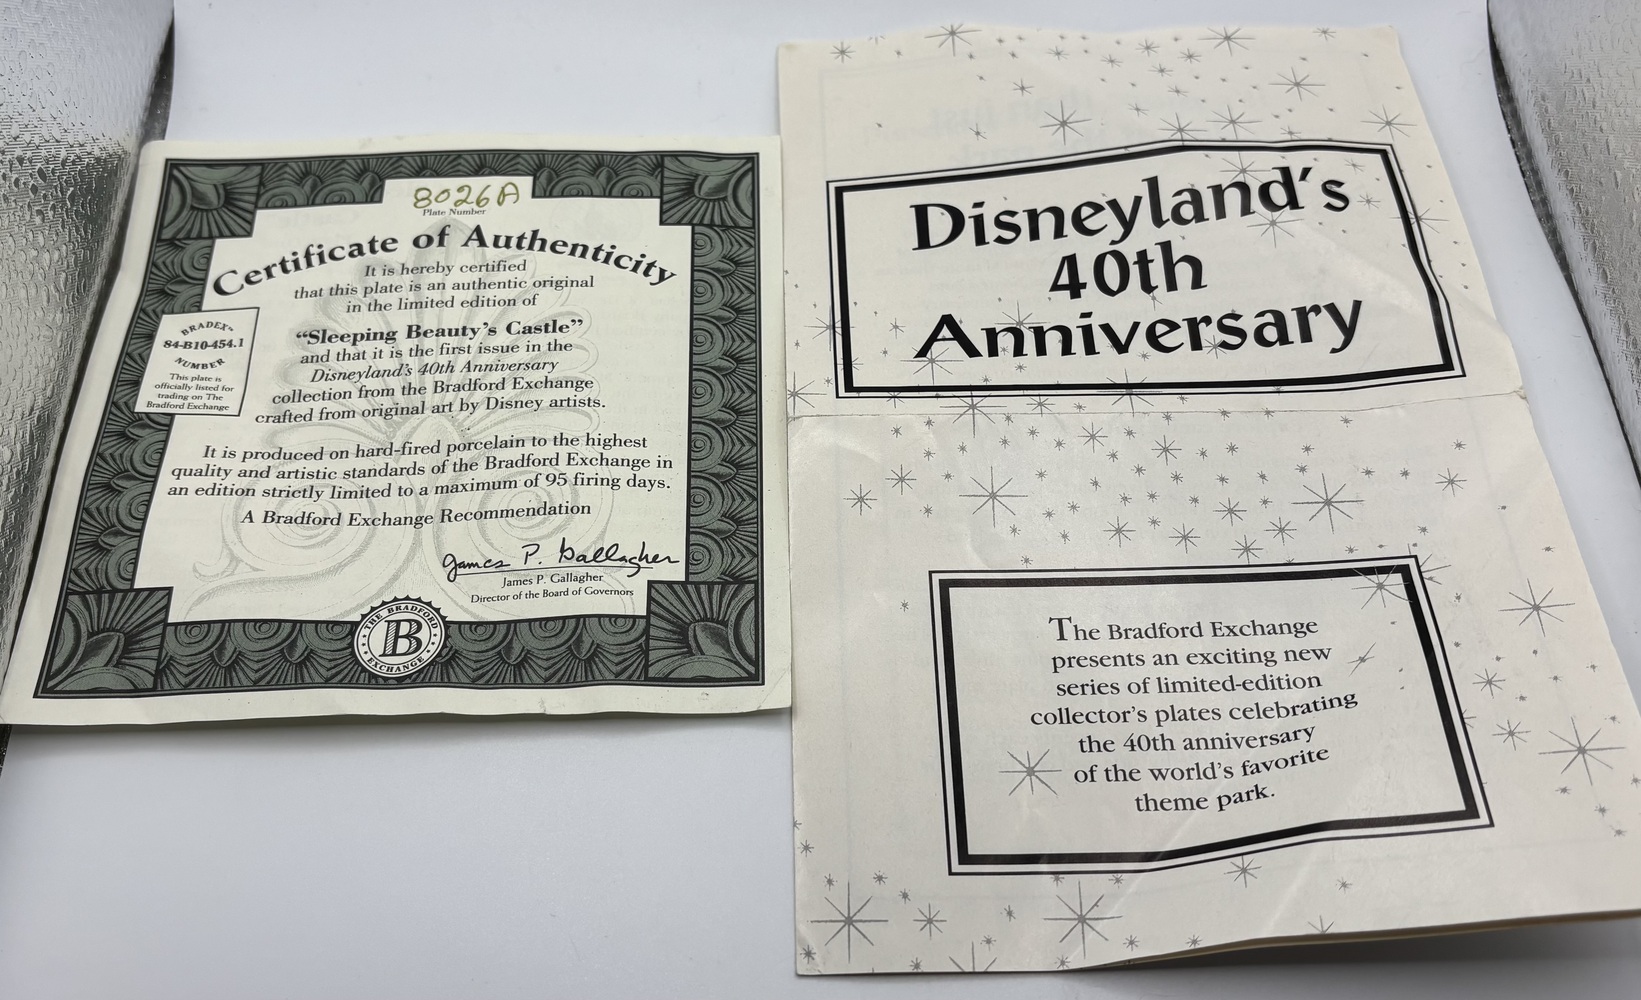 8026A
Plate Number
Certificate of Authenticity
It is hereby certified
that this plate is an authentic original
in the limited edition of
“Sleeping Beauty’s Castle”
and that it is the first issue in the
Disneyland’s 40th Anniversary
collection from the Bradford Exchange
crafted from original art by Disney artists.
BRADEX™
84-B10-454.1
NUMBER
This plate is
officially listed for
trading on The
Bradford Exchange
It is produced on hard-fired porcelain to the highest
quality and artistic standards of the Bradford Exchange in
an edition strictly limited to a maximum of 95 firing days.
A Bradford Exchange Recommendation
James P. Gallagher
James P. Gallagher
Director of the Board of Governors
THE BRADFORD
B
EXCHANGE
Disneyland’s
40th
Anniversary
The Bradford Exchange
presents an exciting new
series of limited-edition
collector’s plates celebrating
the 40th anniversary
of the world’s favorite
theme park.